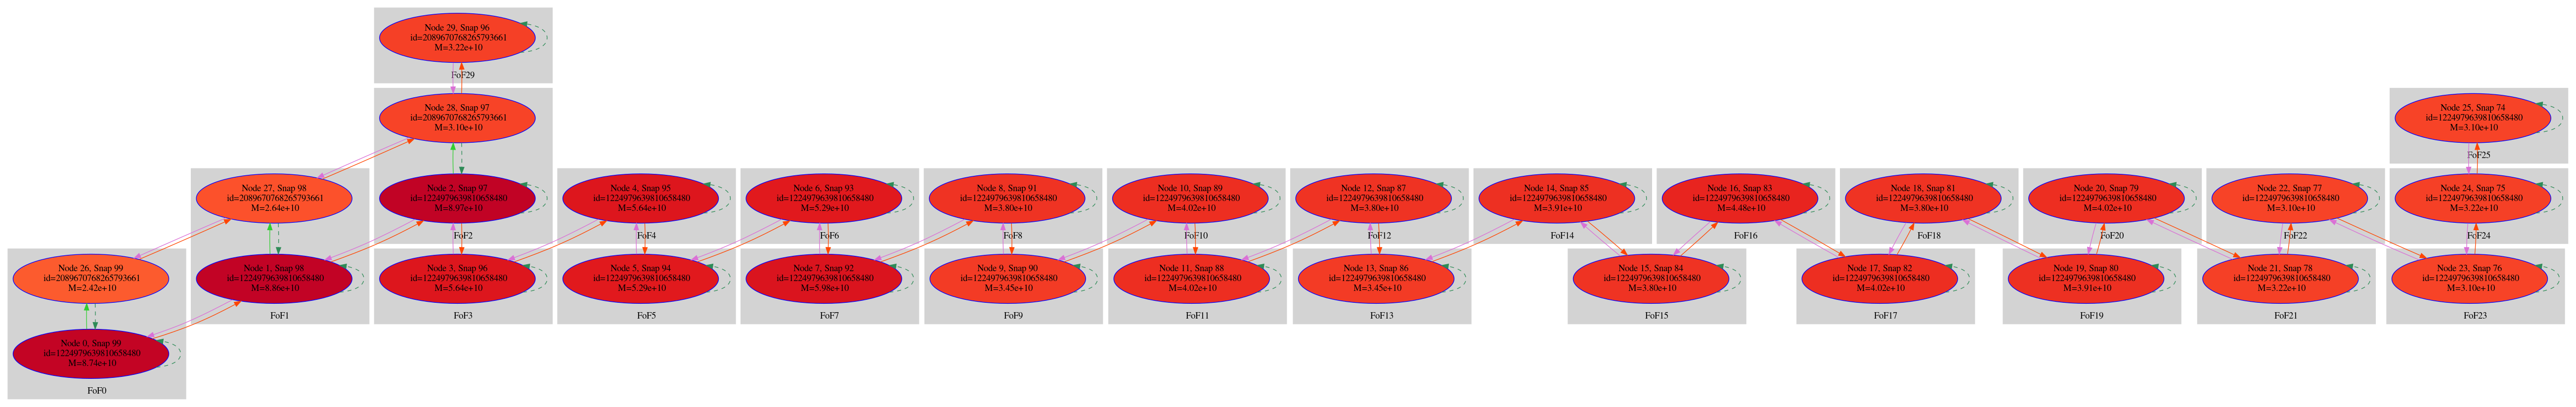 Node 29, Snap 96
id=2089670768265793661
M=3.22e+10
FoF29
Node 28, Snap 97
id=2089670768265793661
M=3.10e+10
Node 2, Snap 97
id=1224979639810658480
M=8.97e+10
FoF2
Node 27, Snap 98
id=2089670768265793661
M=2.64e+10
Node 1, Snap 98
id=1224979639810658480
M=8.86e+10
FoF1
Node 26, Snap 99
id=2089670768265793661
M=2.42e+10
Node 0, Snap 99
id=1224979639810658480
M=8.74e+10
FoF0
Node 3, Snap 96
id=1224979639810658480
M=5.64e+10
FoF3
Node 4, Snap 95
id=1224979639810658480
M=5.64e+10
FoF4
Node 5, Snap 94
id=1224979639810658480
M=5.29e+10
FoF5
Node 6, Snap 93
id=1224979639810658480
M=5.29e+10
FoF6
Node 7, Snap 92
id=1224979639810658480
M=5.98e+10
FoF7
Node 8, Snap 91
id=1224979639810658480
M=3.80e+10
FoF8
Node 9, Snap 90
id=1224979639810658480
M=3.45e+10
FoF9
Node 10, Snap 89
id=1224979639810658480
M=4.02e+10
FoF10
Node 11, Snap 88
id=1224979639810658480
M=4.02e+10
FoF11
Node 12, Snap 87
id=1224979639810658480
M=3.80e+10
FoF12
Node 13, Snap 86
id=1224979639810658480
M=3.45e+10
FoF13
Node 14, Snap 85
id=1224979639810658480
M=3.91e+10
FoF14
Node 15, Snap 84
id=1224979639810658480
M=3.80e+10
FoF15
Node 16, Snap 83
id=1224979639810658480
M=4.48e+10
FoF16
Node 17, Snap 82
id=1224979639810658480
M=4.02e+10
FoF17
Node 18, Snap 81
id=1224979639810658480
M=3.80e+10
FoF18
Node 19, Snap 80
id=1224979639810658480
M=3.91e+10
FoF19
Node 20, Snap 79
id=1224979639810658480
M=4.02e+10
FoF20
Node 21, Snap 78
id=1224979639810658480
M=3.22e+10
FoF21
Node 22, Snap 77
id=1224979639810658480
M=3.10e+10
FoF22
Node 23, Snap 76
id=1224979639810658480
M=3.10e+10
FoF23
Node 25, Snap 74
id=1224979639810658480
M=3.10e+10
FoF25
Node 24, Snap 75
id=1224979639810658480
M=3.22e+10
FoF24